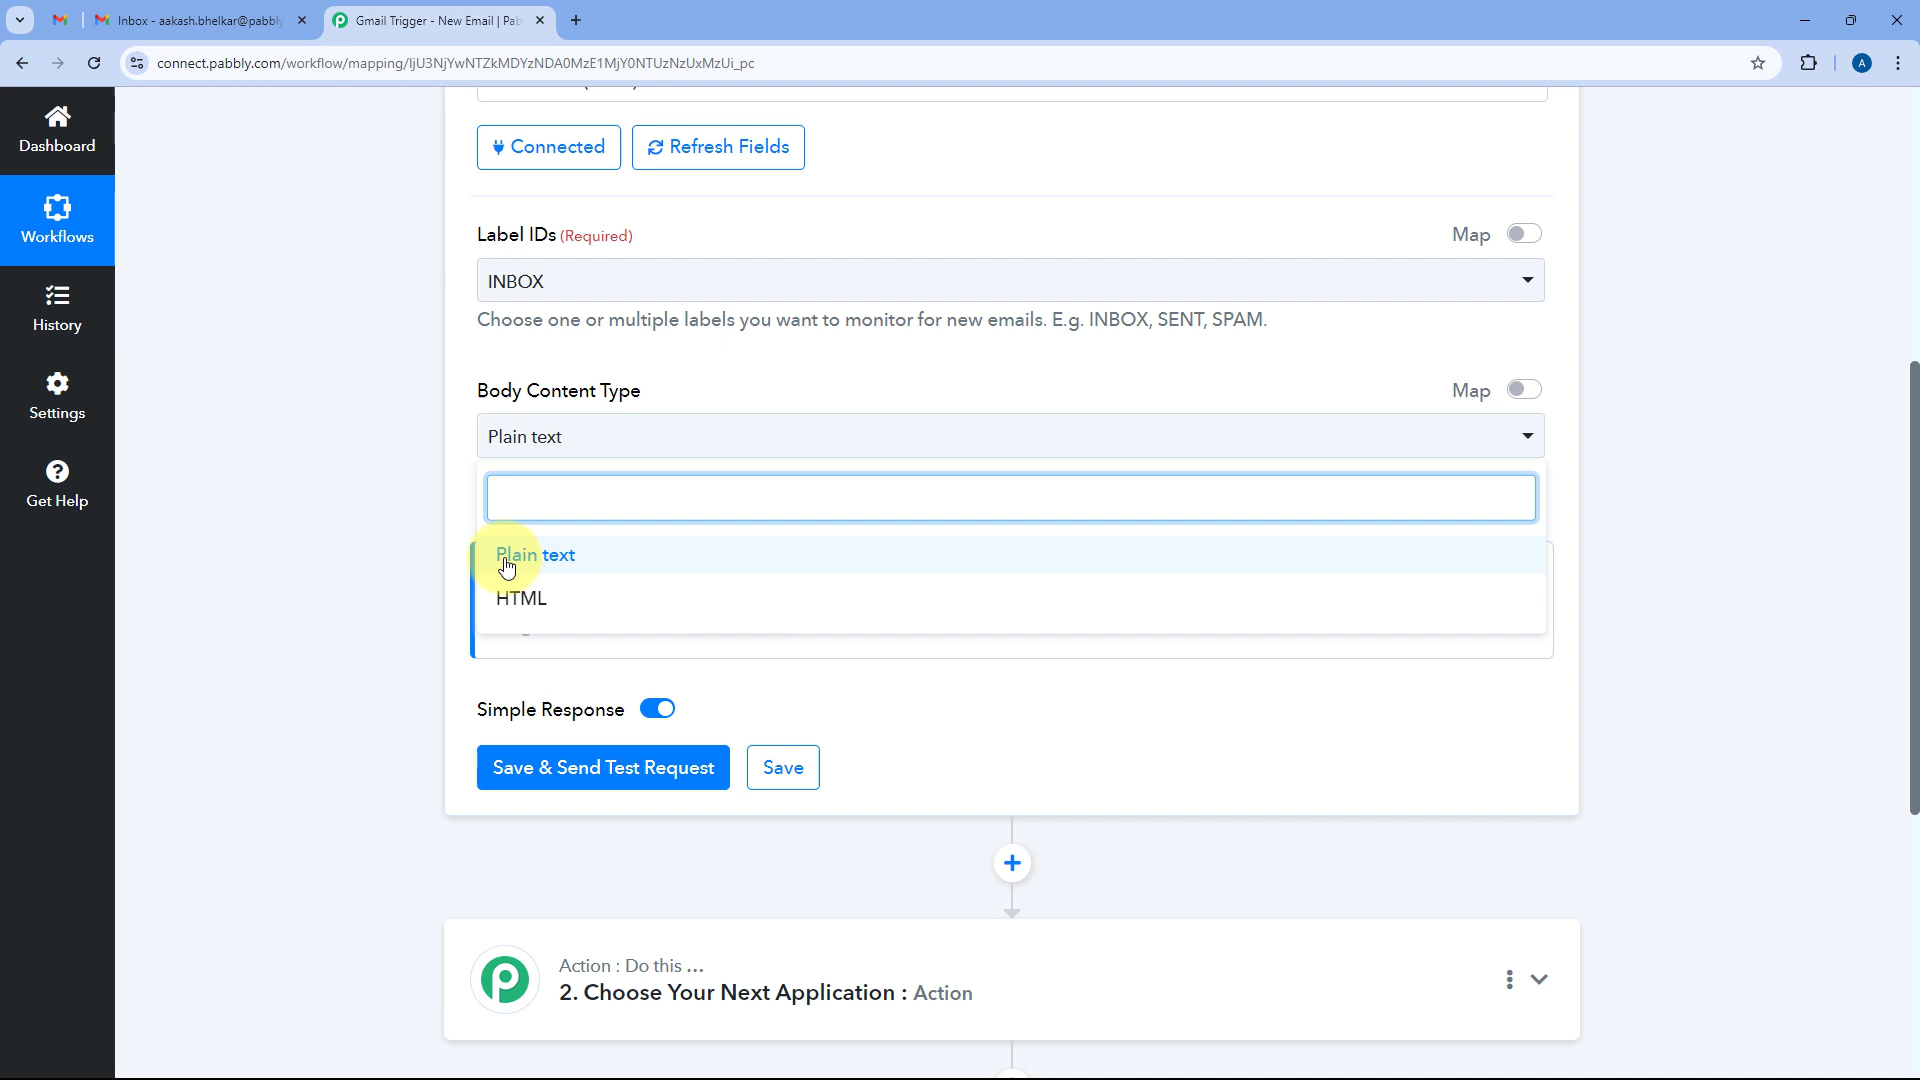 Inbox - aakash.bhelkar@pabbly
Gmail Trigger - New Email | Pab
connect.pabbly.com/workflow/mapping/IjU3NjYwNTZkMDYzNDA0MzE1MjY0NTUzNzUxMzUi_pc
A
Dashboard
Workflows
History
Settings
Get Help
Connected
Refresh Fields
Label IDs (Required)
Map
INBOX
Choose one or multiple labels you want to monitor for new emails. E.g. INBOX, SENT, SPAM.
Body Content Type
Map
Plain text
Plain text
HTML
Simple Response
Save & Send Test Request
Save
Action : Do this ...
2. Choose Your Next Application : Action